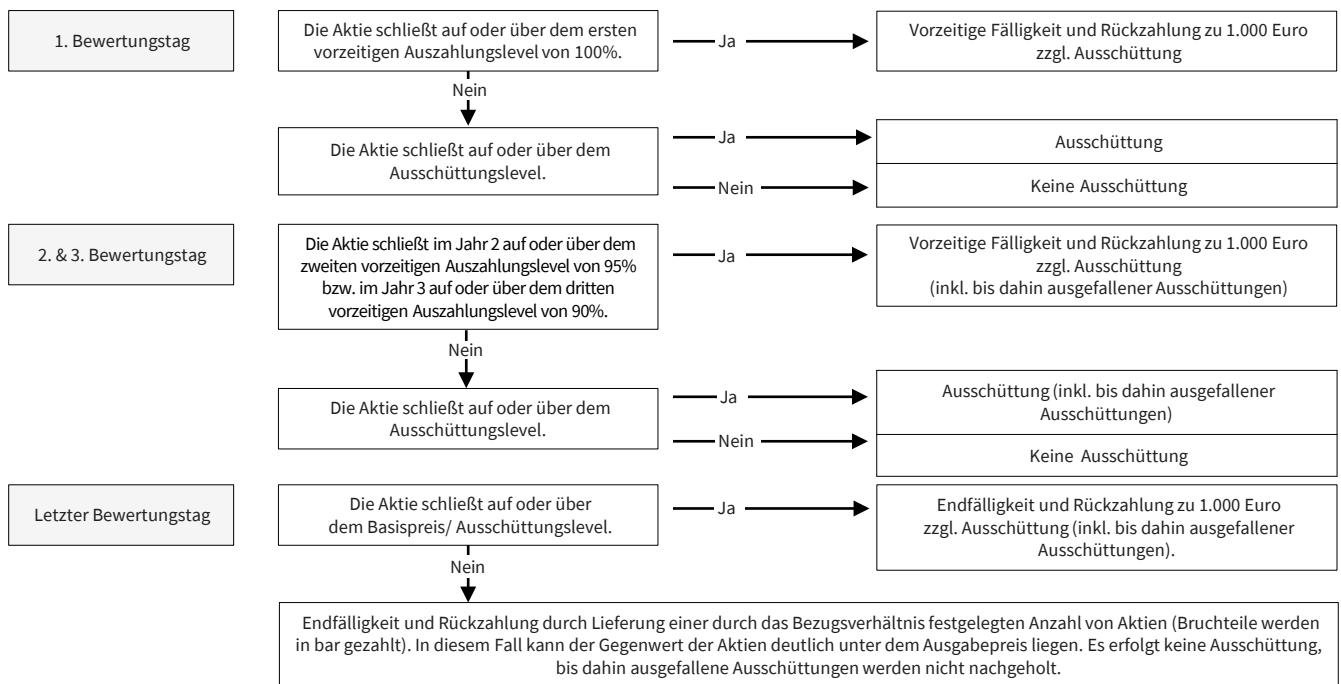 1. Bewertungstag
Die Aktie schließt auf oder über dem ersten
vorzeitigen Auszahlungslevel von 100%.
Ja
Vorzeitige Fälligkeit und Rückzahlung zu 1.000 Euro
zzgl. Ausschüttung
Nein
Die Aktie schließt auf oder über dem
Ausschüttungslevel.
Ja
Ausschüttung
Nein
Keine Ausschüttung
2. & 3. Bewertungstag
Die Aktie schließt im Jahr 2 auf oder über dem
zweiten vorzeitigen Auszahlungslevel von 95%
bzw. im Jahr 3 auf oder über dem dritten
vorzeitigen Auszahlungslevel von 90%.
Ja
Vorzeitige Fälligkeit und Rückzahlung zu 1.000 Euro
zzgl. Ausschüttung
(inkl. bis dahin ausgefallener Ausschüttungen)
Nein
Die Aktie schließt auf oder über dem
Ausschüttungslevel.
Ja
Ausschüttung (inkl. bis dahin ausgefallener
Ausschüttungen)
Nein
Keine Ausschüttung
Letzter Bewertungstag
Die Aktie schließt auf oder über
dem Basispreis/ Ausschüttungslevel.
Ja
Endfälligkeit und Rückzahlung zu 1.000 Euro
zzgl. Ausschüttung (inkl. bis dahin ausgefallener
Ausschüttungen).
Nein
Endfälligkeit und Rückzahlung durch Lieferung einer durch das Bezugsverhältnis festgelegten Anzahl von Aktien (Bruchteile werden
in bar gezahlt). In diesem Fall kann der Gegenwert der Aktien deutlich unter dem Ausgabepreis liegen. Es erfolgt keine Ausschüttung,
bis dahin ausgefallene Ausschüttungen werden nicht nachgeholt.